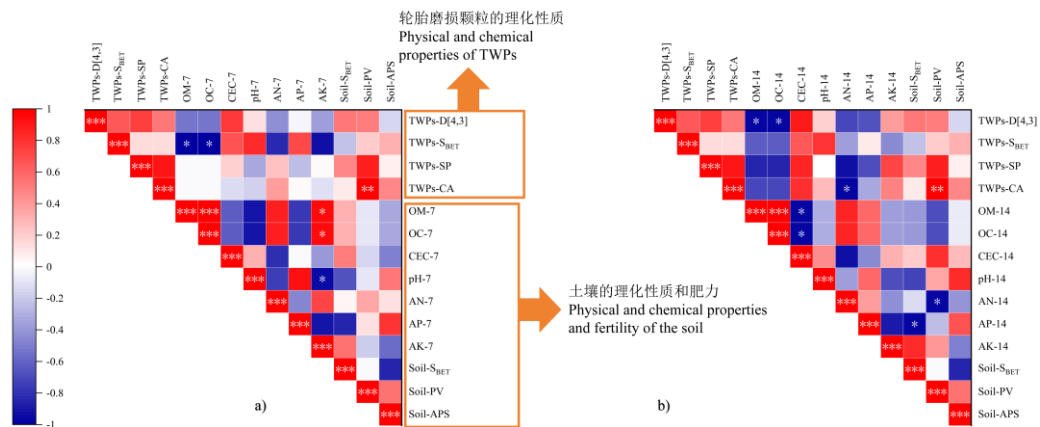 轮胎磨损颗粒的理化性质
Physical and chemical
properties of TWPs
TWPs-D[4,3]
TWPs-S_BET
TWPs-SP
TWPs-CA
OM-7
OC-7
CEC-7
pH-7
AN-7
AP-7
AK-7
Soil-S_BET
Soil-PV
Soil-APS
1
0.8
0.6
0.4
0.2
0
-0.2
-0.4
-0.6
-0.8
-1
*** TWPs-D[4,3]
*** * * TWPs-S_BET
*** TWPs-SP
*** ** TWPs-CA
*** *** * OM-7
*** * OC-7
*** CEC-7
*** * pH-7
*** AN-7
*** AP-7
*** AK-7
*** Soil-S_BET
*** Soil-PV
*** Soil-APS
a)
土壤的理化性质和肥力
Physical and chemical properties
and fertility of the soil
TWPs-D[4,3]
TWPs-S_BET
TWPs-SP
TWPs-CA
OM-14
OC-14
CEC-14
pH-14
AN-14
AP-14
AK-14
Soil-S_BET
Soil-PV
Soil-APS
*** * * TWPs-D[4,3]
*** TWPs-S_BET
*** TWPs-SP
*** * ** TWPs-CA
*** *** * OM-14
*** * OC-14
*** CEC-14
*** pH-14
*** * AN-14
*** * AP-14
*** AK-14
*** Soil-S_BET
*** Soil-PV
*** Soil-APS
b)